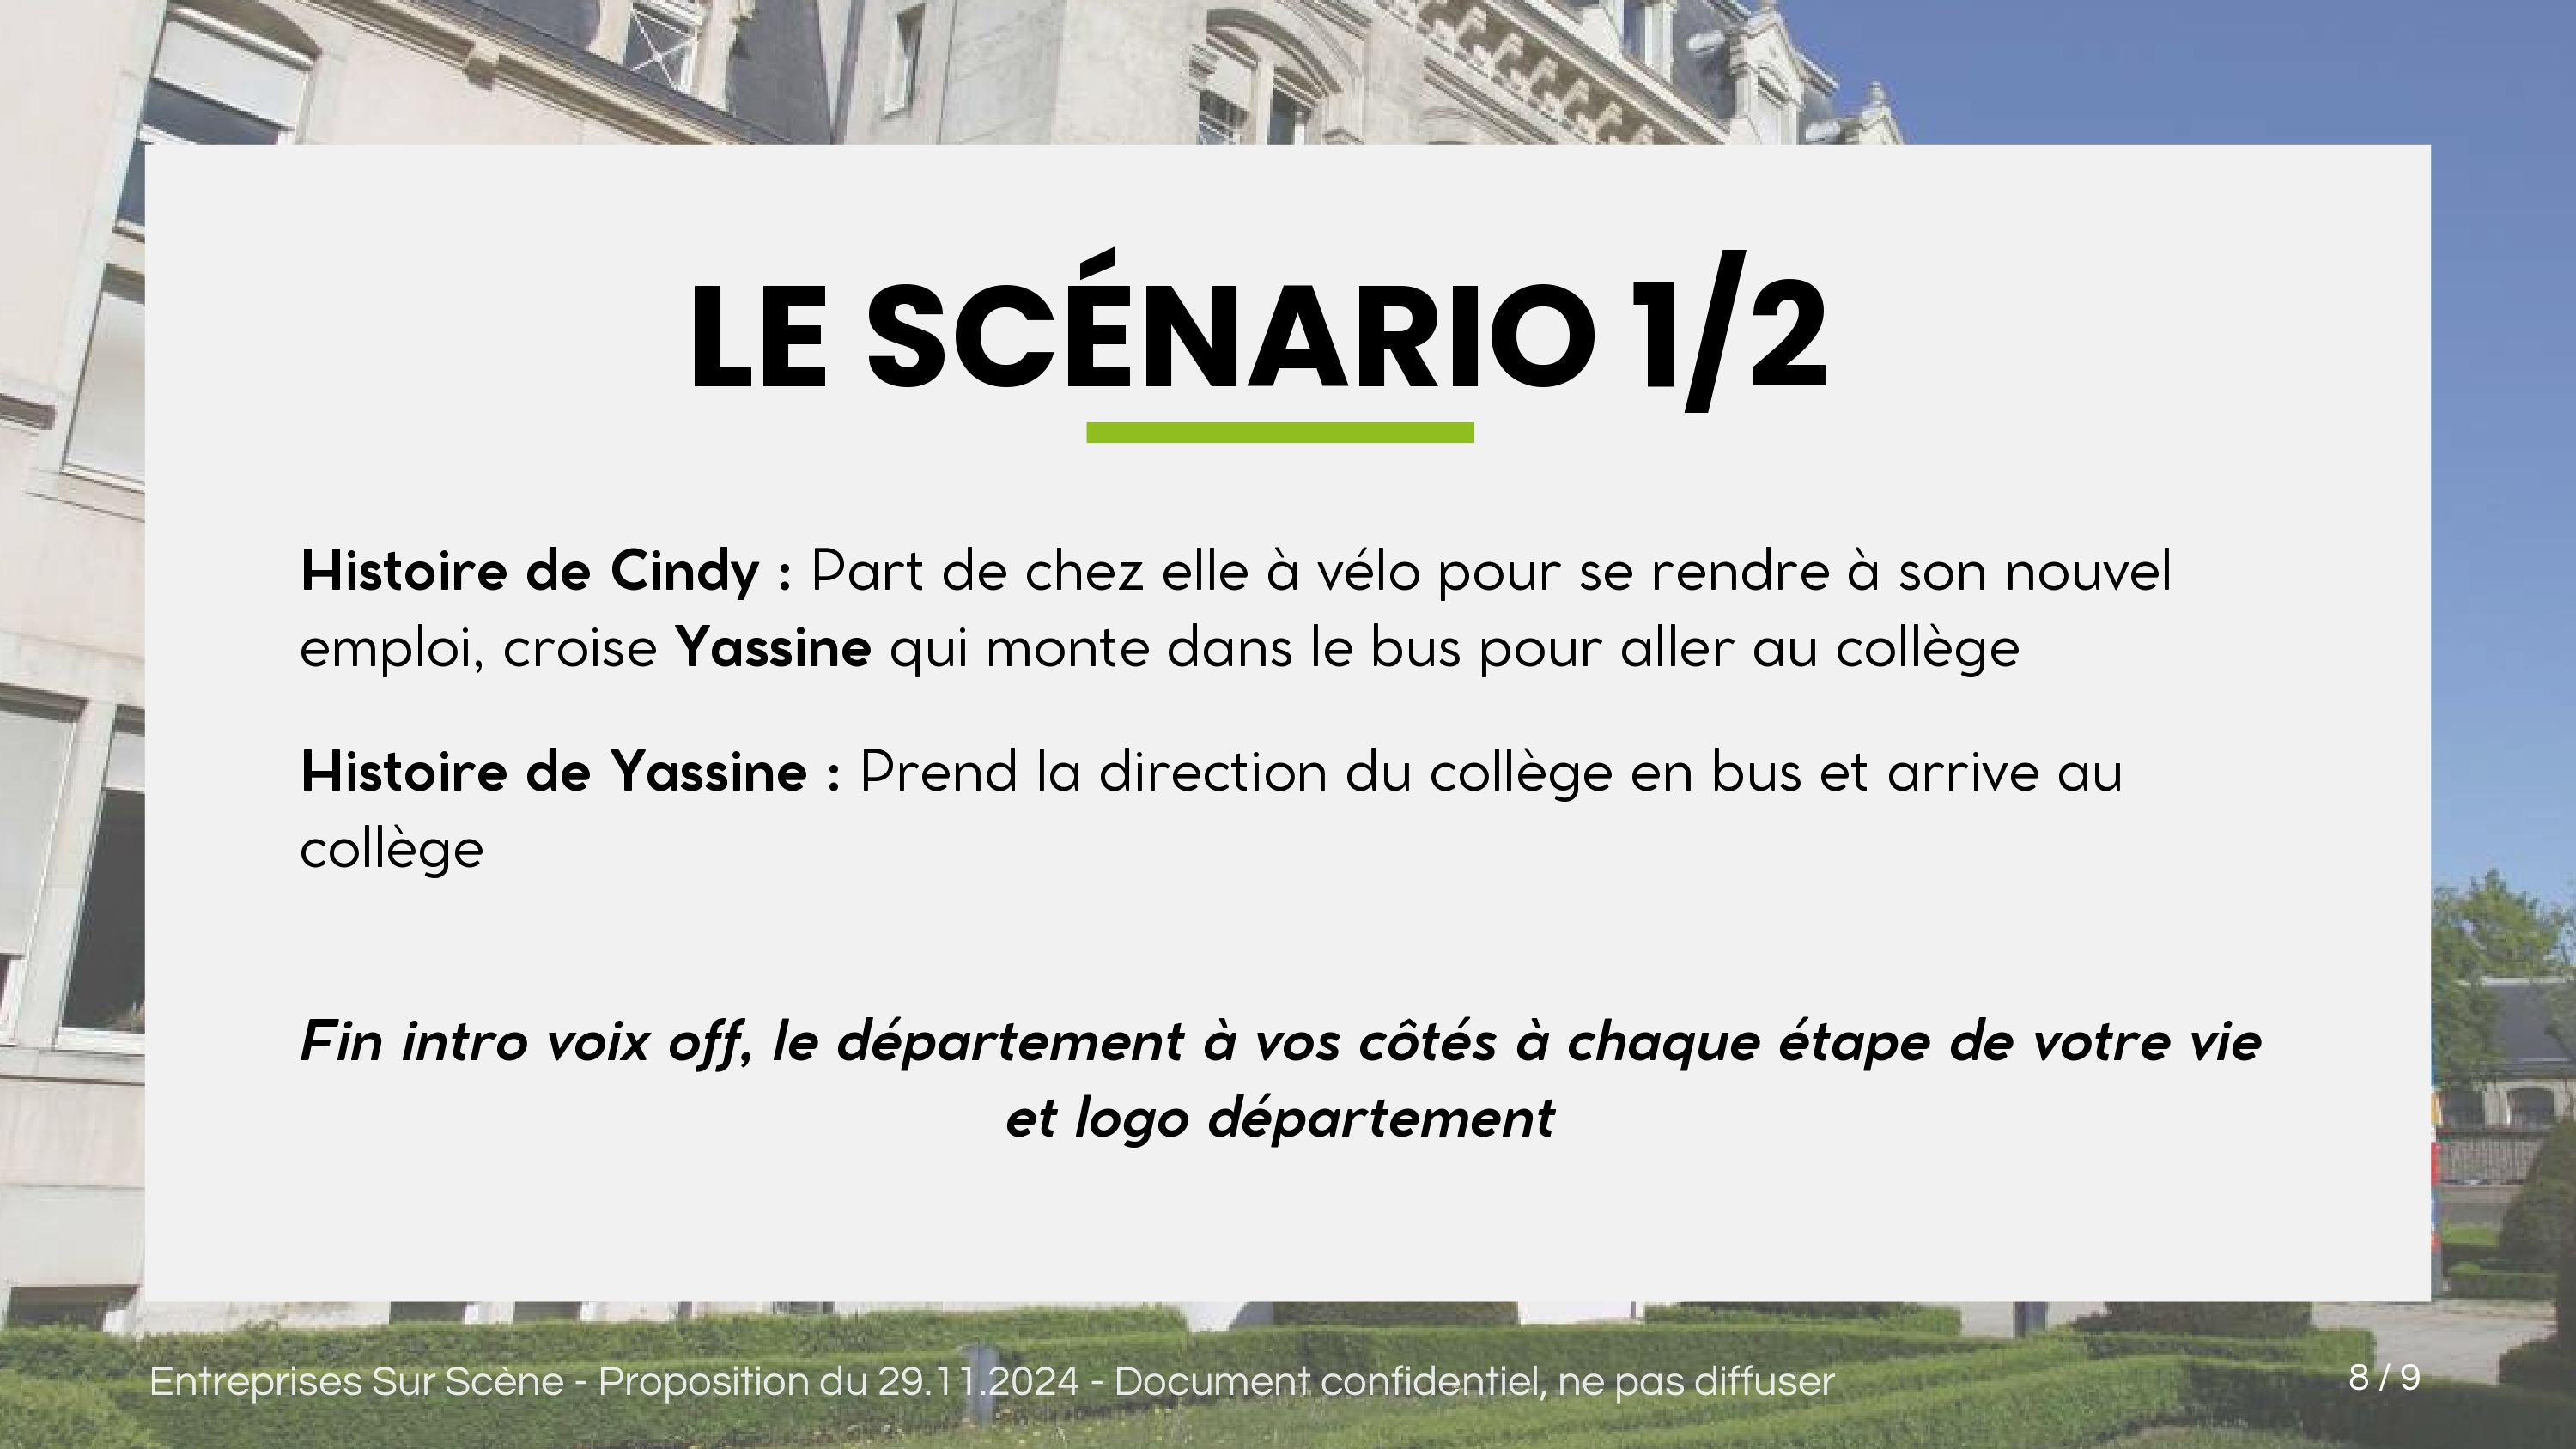 LE SCÉNARIO 1/2
Histoire de Cindy : Part de chez elle à vélo pour se rendre à son nouvel
emploi, croise Yassine qui monte dans le bus pour aller au collège
Histoire de Yassine : Prend la direction du collège en bus et arrive au
collège
Fin intro voix off, le département à vos côtés à chaque étape de votre vie
et logo département
Entreprises Sur Scène - Proposition du 29.11.2024 - Document confidentiel, ne pas diffuser
8 / 9